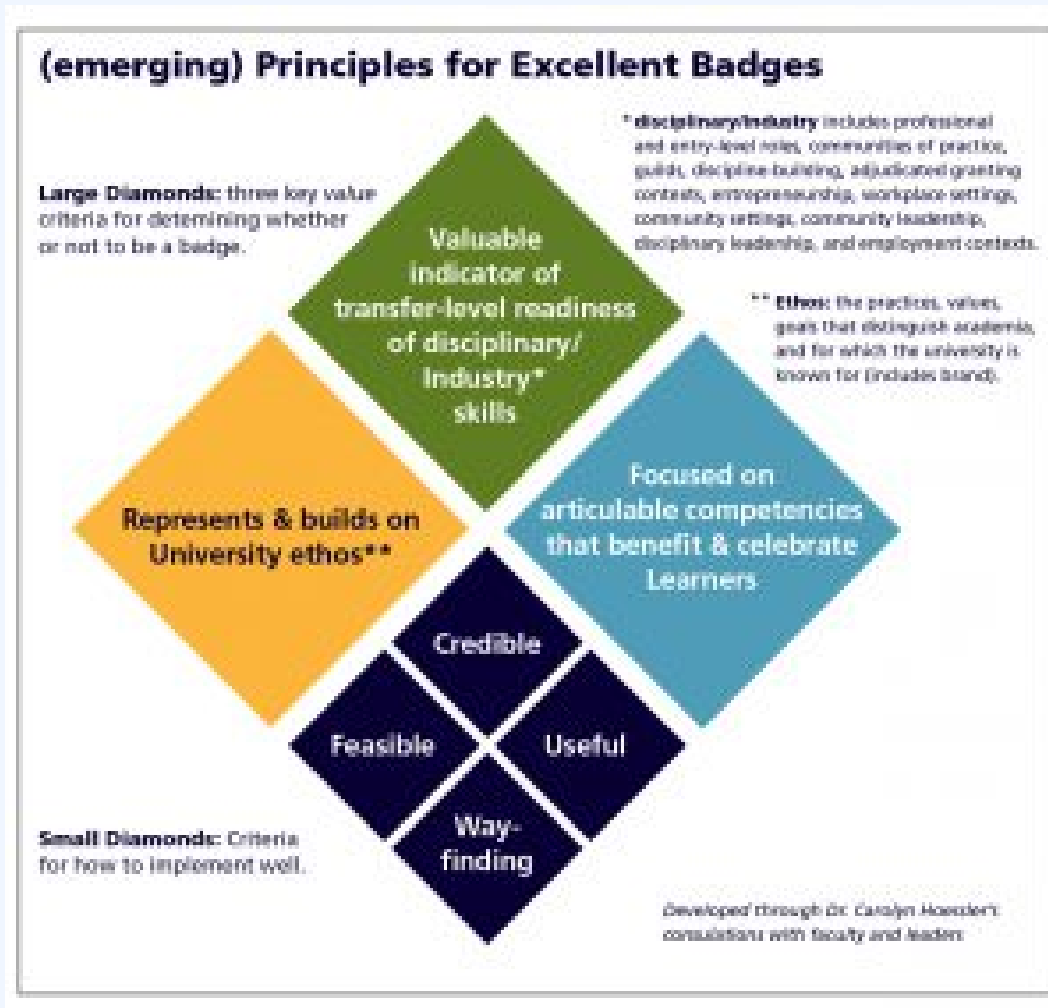 (emerging) Principles for Excellent Badges
* disciplinary/industry includes professional
and entry-level roles, communities of practice,
guilds, discipline building, adjudicated granting
contexts, entrepreneurship, workplace settings,
community settings, community leadership,
disciplinary leadership, and employment contexts.
Large Diamonds: three key value
criteria for detemining whether
or not to be a badge.
Valuable
indicator of
transfer-level readiness
of disciplinary/
Industry*
skills
** Ethos: the practices, values,
goals that distinguish academia,
and for which the university is
known for (includes brand).
Represents & builds on
University ethos**
Focused on
articulable competencies
that benefit & celebrate
Learners
Credible
Feasible
Useful
Way-
finding
Small Diamonds: Criteria
for how to implement well.
Developed through Dr. Carolyn
consultations with faculty and leaders